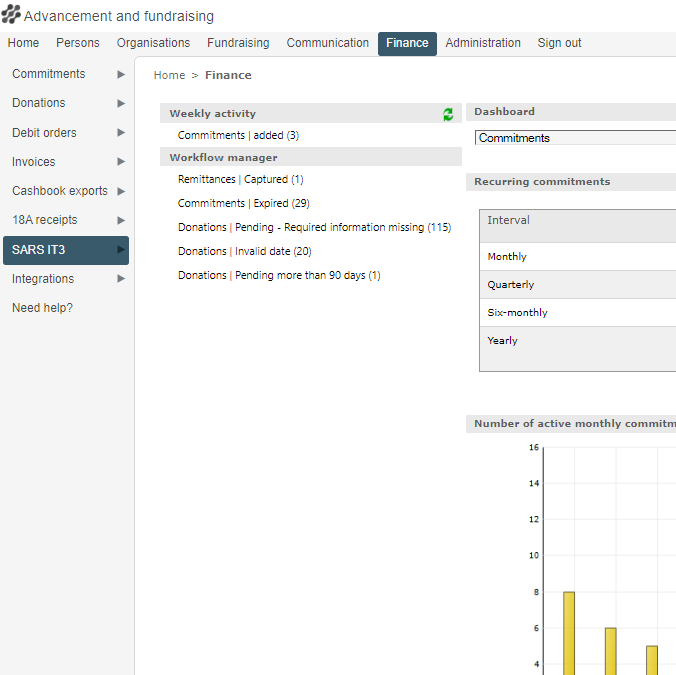 Advancement and fundraising
Home Persons Organisations Fundraising Communication Finance Administration Sign out
Commitments
Donations
Debit orders
Invoices
Cashbook exports
18A receipts
SARS IT3
Integrations
Need help?
Home > Finance
Weekly activity
Commitments | added (3)
Workflow manager
Remittances | Captured (1)
Commitments | Expired (29)
Donations | Pending - Required information missing (115)
Donations | Invalid date (20)
Donations | Pending more than 90 days (1)
Dashboard
Commitments
Recurring commitments
Interval
Monthly
Quarterly
Six-monthly
Yearly
Number of active monthly commitm
16
14
12
10
8
6
4